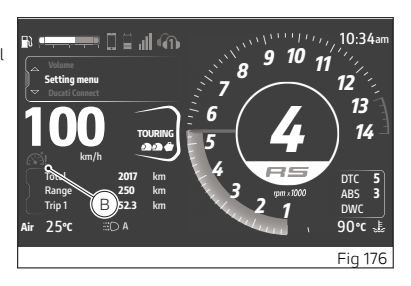 l
10:34am
1
Volume
Setting menu
Ducati Connect
100
km/h
TOURING
Total 2017 km
Range 250 km
Trip 1 52.3 km
B
Air 25°C
A
1 2 3 4 5 6 7 8 9 10 11 12 13 14
4
RS
rpm x1000
DTC 5
ABS 3
DWC
90°C
Fig 176